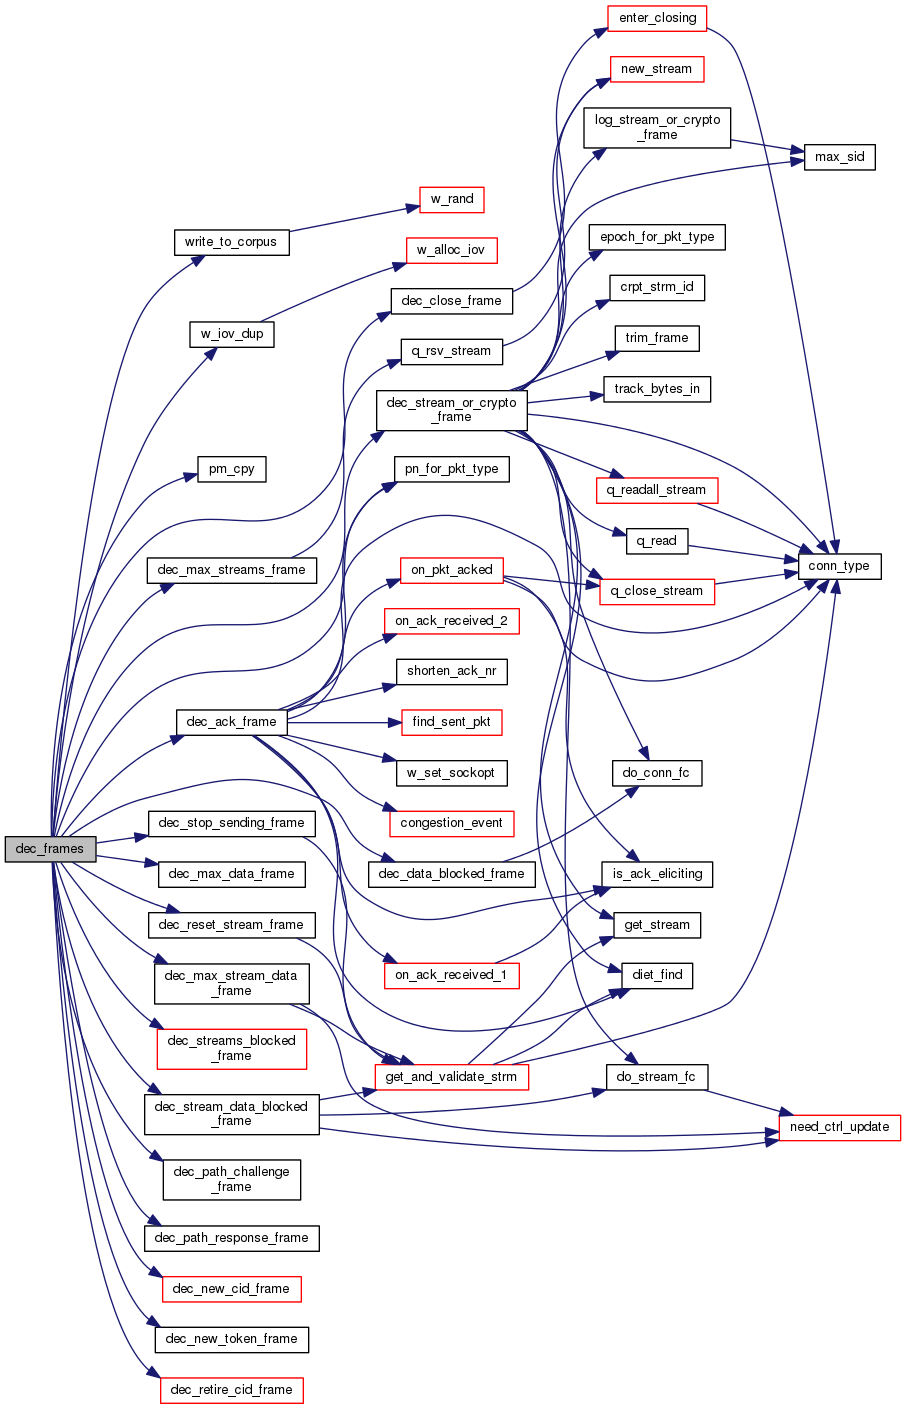 enter_closing
new_stream
log_stream_or_crypto
_frame
max_sid
w_rand
write_to_corpus
epoch_for_pkt_type
w_alloc_iov
crpt_strm_id
dec_close_frame
w_iov_dup
trim_frame
q_rsv_stream
track_bytes_in
dec_stream_or_crypto
_frame
pm_cpy
pn_for_pkt_type
q_readall_stream
q_read
conn_type
dec_max_streams_frame
on_pkt_acked
q_close_stream
on_ack_received_2
shorten_ack_nr
dec_ack_frame
find_sent_pkt
w_set_sockopt
do_conn_fc
congestion_event
dec_stop_sending_frame
dec_frames
dec_max_data_frame
dec_data_blocked_frame
is_ack_eliciting
dec_reset_stream_frame
get_stream
dec_max_stream_data
_frame
on_ack_received_1
diet_find
dec_streams_blocked
_frame
get_and_validate_strm
do_stream_fc
dec_stream_data_blocked
_frame
need_ctrl_update
dec_path_challenge
_frame
dec_path_response_frame
dec_new_cid_frame
dec_new_token_frame
dec_retire_cid_frame